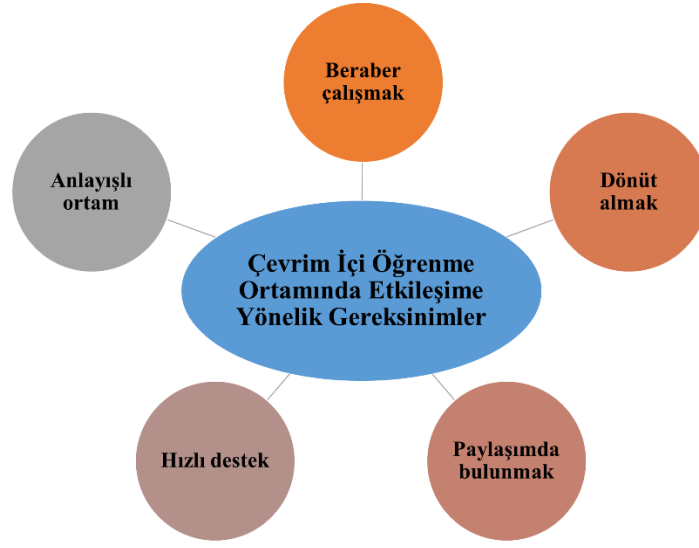 Beraber
çalışmak
Anlayışlı
ortam
Dönüt
almak
Çevrim İçi Öğrenme
Ortamında Etkileşime
Yönelik Gereksinimler
Hızlı destek
Paylaşımda
bulunmak